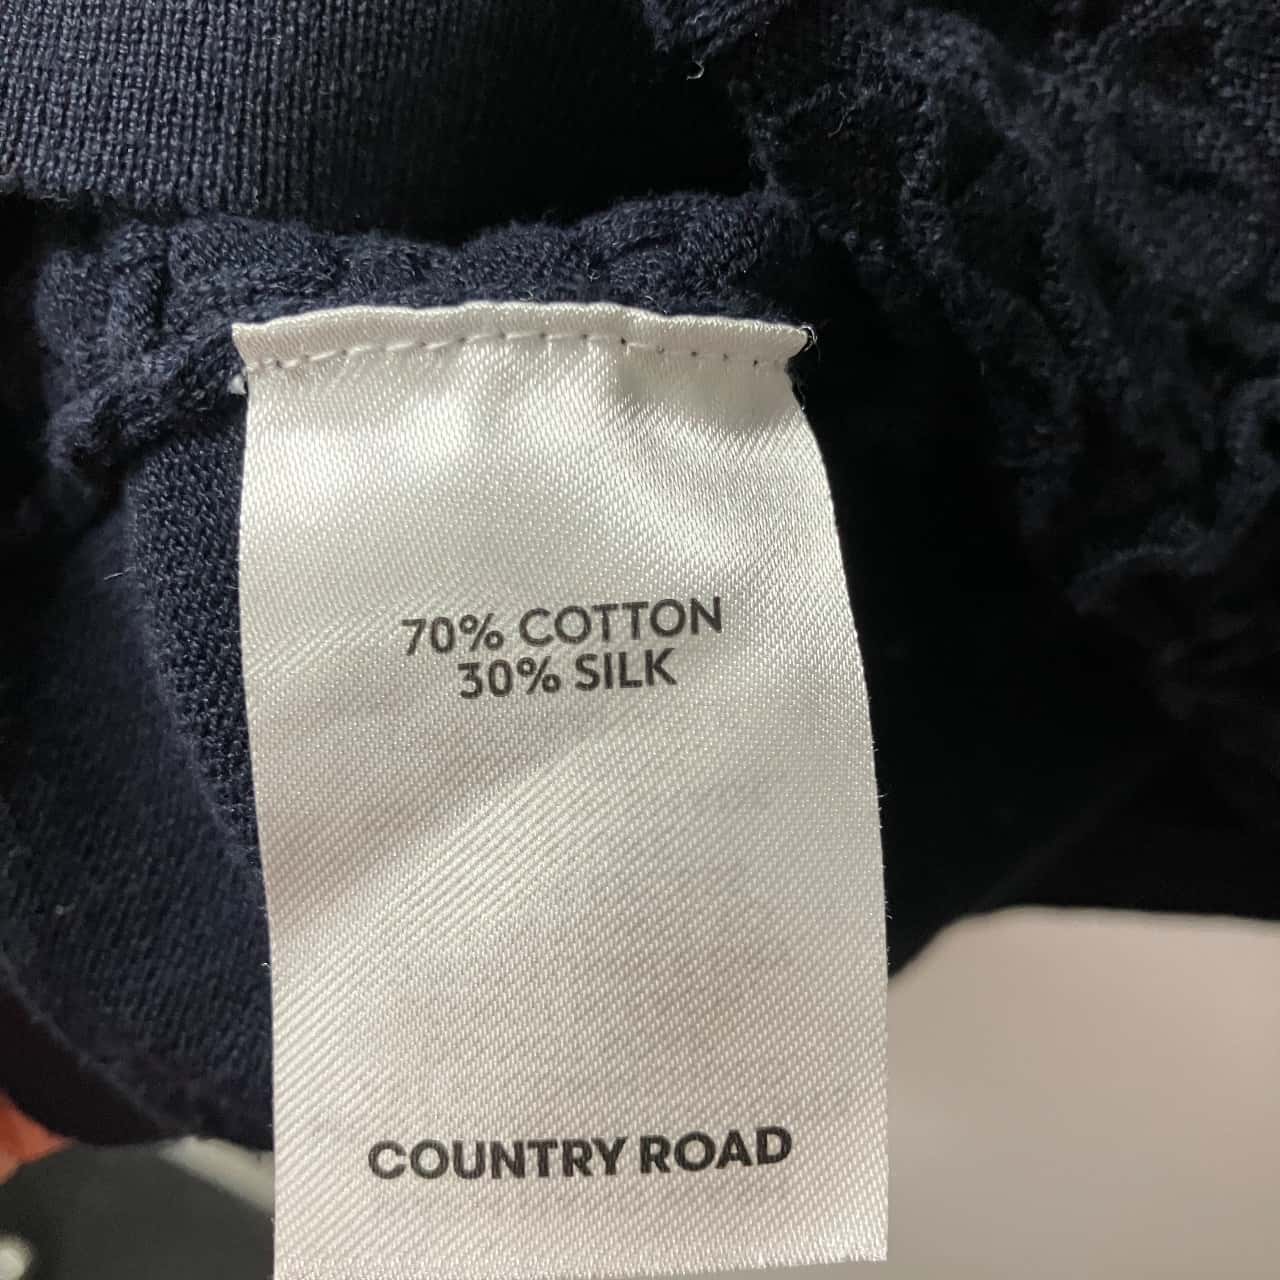 70% COTTON
30% SILK
COUNTRY ROAD